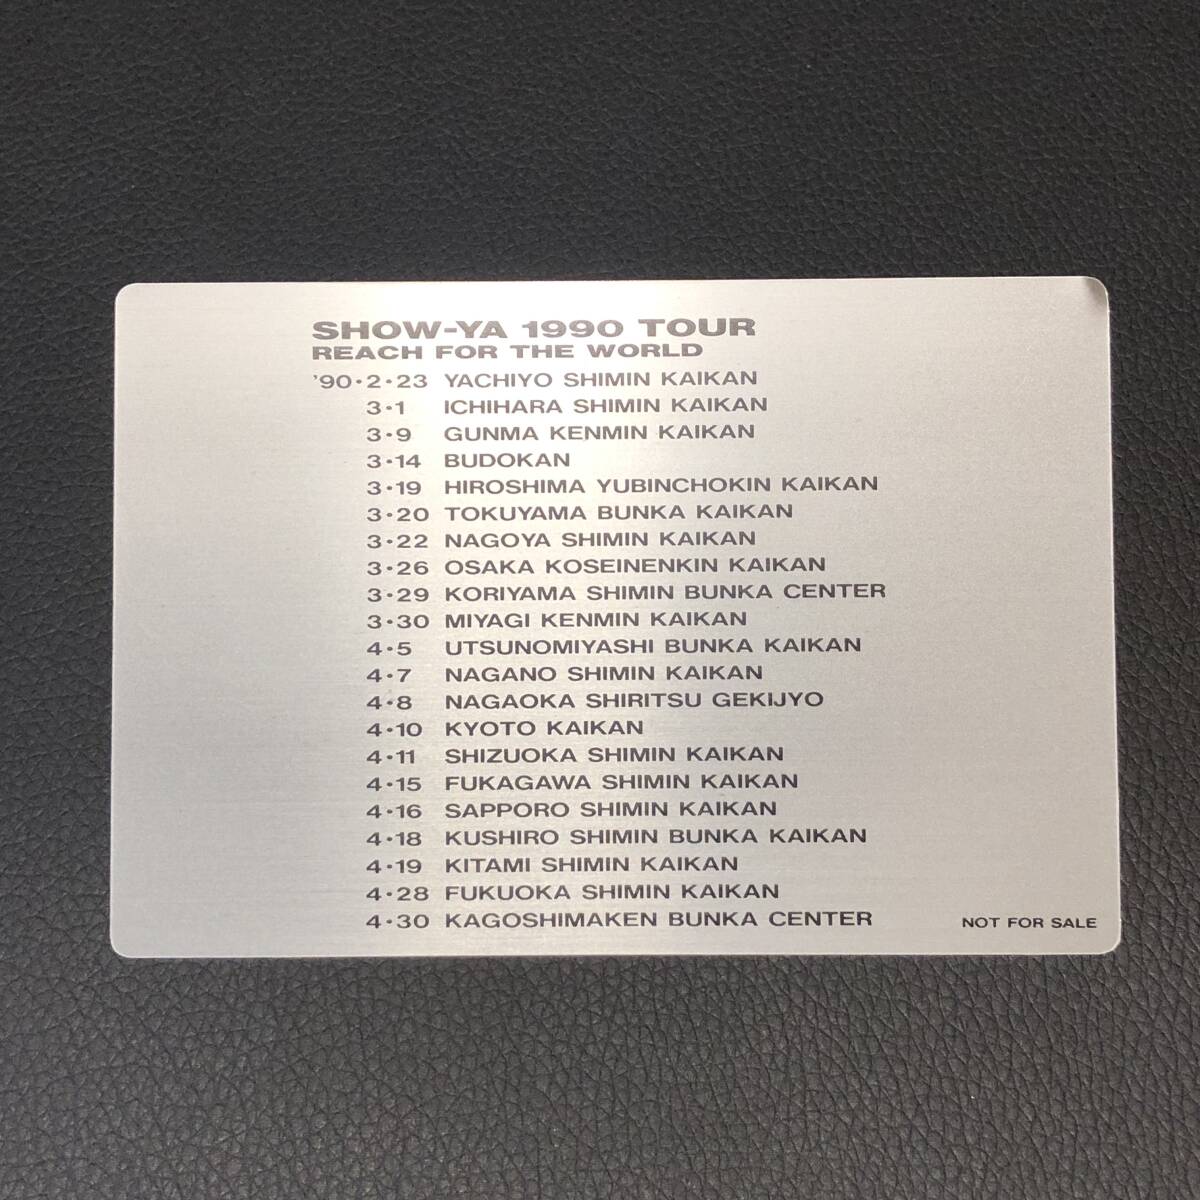 SHOW-YA 1990 TOUR
REACH FOR THE WORLD
'90・2・23 YACHIYO SHIMIN KAIKAN
3・1 ICHIHARA SHIMIN KAIKAN
3・9 GUNMA KENMIN KAIKAN
3・14 BUDOKAN
3・19 HIROSHIMA YUBINCHOKIN KAIKAN
3・20 TOKUYAMA BUNKA KAIKAN
3・22 NAGOYA SHIMIN KAIKAN
3・26 OSAKA KOSEINENKIN KAIKAN
3・29 KORIYAMA SHIMIN BUNKA CENTER
3・30 MIYAGI KENMIN KAIKAN
4・5 UTSUNOMIYASHI BUNKA KAIKAN
4・7 NAGANO SHIMIN KAIKAN
4・8 NAGAOKA SHIRITSU GEKIJYO
4・10 KYOTO KAIKAN
4・11 SHIZUOKA SHIMIN KAIKAN
4・15 FUKAGAWA SHIMIN KAIKAN
4・16 SAPPORO SHIMIN KAIKAN
4・18 KUSHIRO SHIMIN BUNKA KAIKAN
4・19 KITAMI SHIMIN KAIKAN
4・28 FUKUOKA SHIMIN KAIKAN
4・30 KAGOSHIMAKEN BUNKA CENTER
NOT FOR SALE